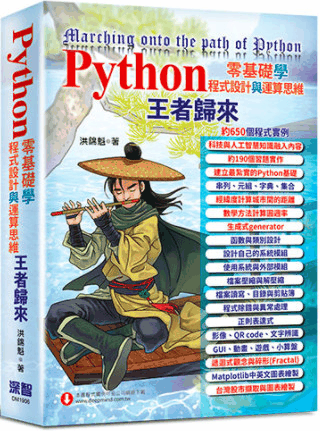 Marching onto the path of Python
Python
零基礎學
程式設計與運算思維
王者歸來
洪錦魁 著
約650個程式實例
科技與人工智慧知識融入內容
約190個習題實作
建立最紮實的Python基礎
串列、元組、字典、集合
經緯度計算城市間的距離
數學方法計算圓週率
生成式generator
函數與類別設計
設計自己的系統模組
使用系統與外部模組
檔案壓縮與解壓縮
檔案讀寫、目錄與剪貼簿
程式除錯與異常處理
正則表達式
影像、QR code、文字辨識
GUI、動畫、遊戲、小算盤
遞迴式觀念與碎形(Fractal)
Matplotlib中英文圖表繪製
台灣股市擷取與圖表繪製
Python
零基礎學
程式設計與運算思維
王者歸來
洪錦魁 著
深智
DM1906